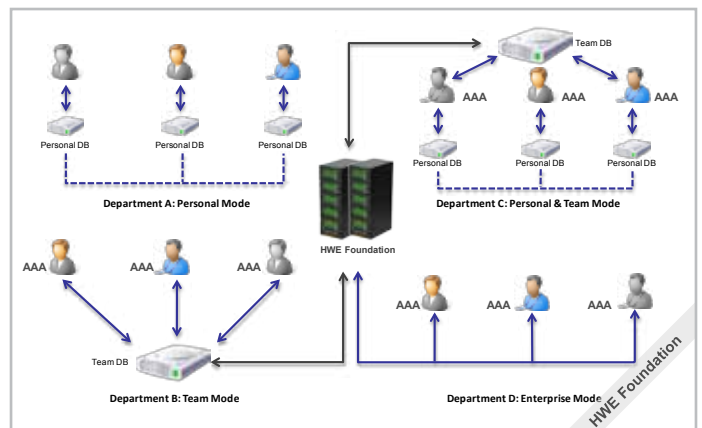 Personal DB
Personal DB
Personal DB
Department A: Personal Mode
Team DB
AAA
AAA
AAA
Personal DB
Personal DB
Personal DB
Department C: Personal & Team Mode
HWE Foundation
AAA
AAA
AAA
Team DB
Department B: Team Mode
AAA
AAA
AAA
Department D: Enterprise Mode
HWE Foundation